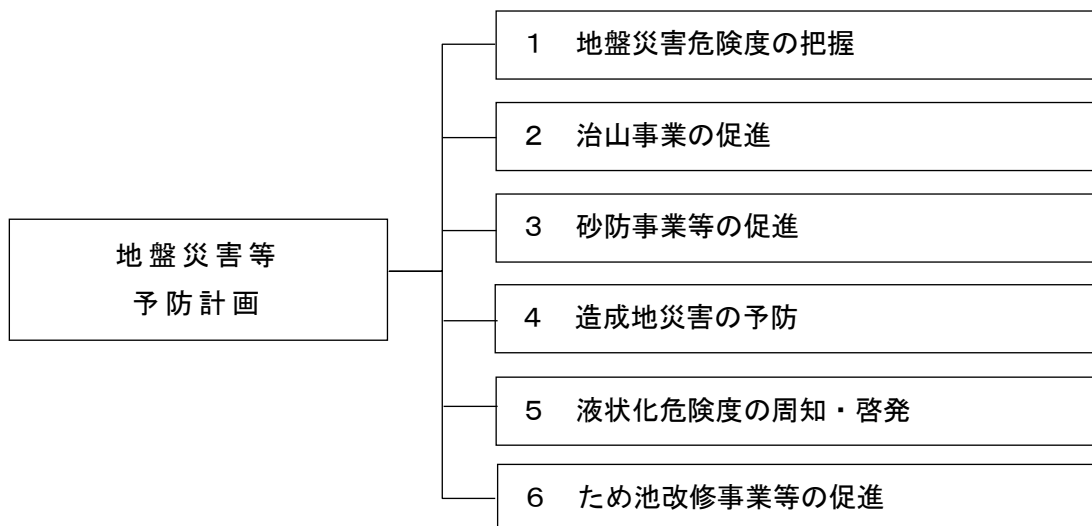 地盤災害等
予防計画
１　地盤災害危険度の把握
２　治山事業の促進
３　砂防事業等の促進
４　造成地災害の予防
５　液状化危険度の周知・啓発
６　ため池改修事業等の促進